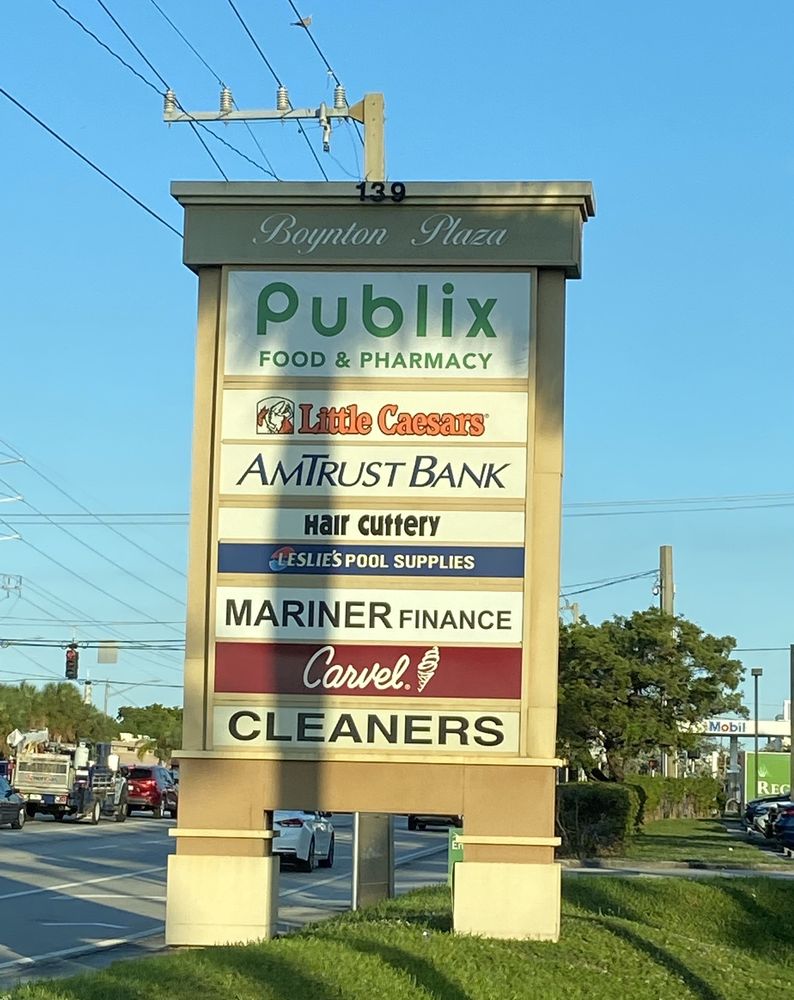 139
Boynton Plaza
Publix
FOOD & PHARMACY
Little Caesars
AMTRUST BANK
Hair Cuttery
LESLIE'S POOL SUPPLIES
MARINER FINANCE
Carvel®
CLEANERS
Mobil